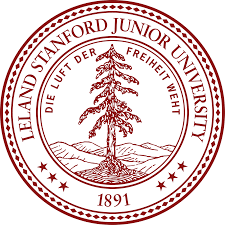 LELAND STANFORD JUNIOR UNIVERSITY
DIE LUFT DER FREIHEIT WEHT
1891